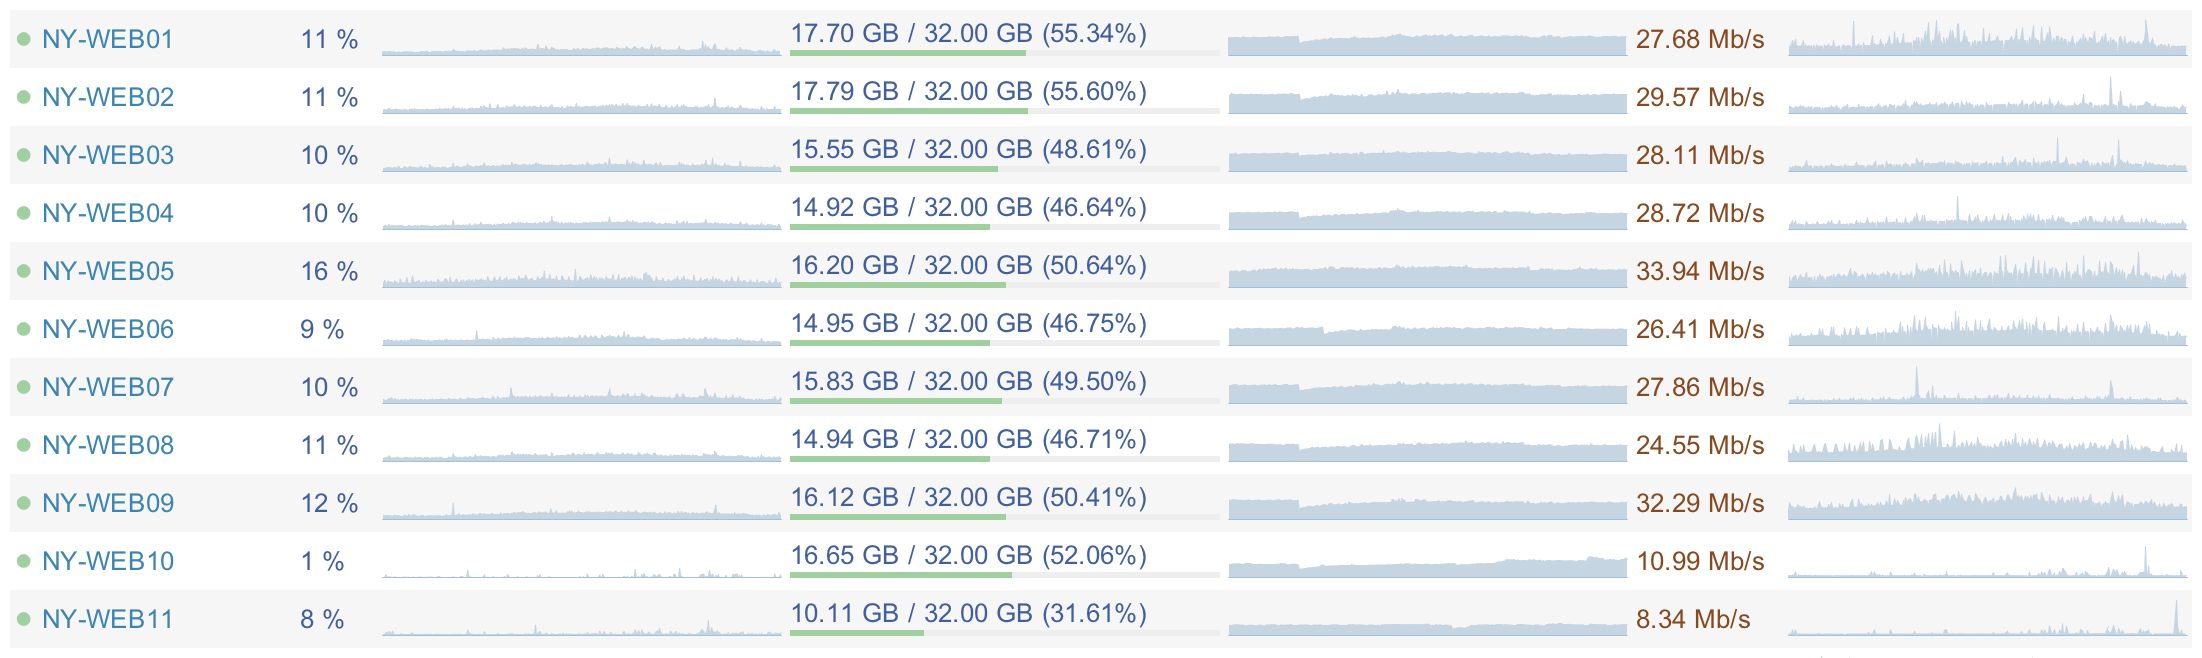 NY-WEB01 11 % 17.70 GB / 32.00 GB (55.34%) 27.68 Mb/s
NY-WEB02 11 % 17.79 GB / 32.00 GB (55.60%) 29.57 Mb/s
NY-WEB03 10 % 15.55 GB / 32.00 GB (48.61%) 28.11 Mb/s
NY-WEB04 10 % 14.92 GB / 32.00 GB (46.64%) 28.72 Mb/s
NY-WEB05 16 % 16.20 GB / 32.00 GB (50.64%) 33.94 Mb/s
NY-WEB06 9 % 14.95 GB / 32.00 GB (46.75%) 26.41 Mb/s
NY-WEB07 10 % 15.83 GB / 32.00 GB (49.50%) 27.86 Mb/s
NY-WEB08 11 % 14.94 GB / 32.00 GB (46.71%) 24.55 Mb/s
NY-WEB09 12 % 16.12 GB / 32.00 GB (50.41%) 32.29 Mb/s
NY-WEB10 1 % 16.65 GB / 32.00 GB (52.06%) 10.99 Mb/s
NY-WEB11 8 % 10.11 GB / 32.00 GB (31.61%) 8.34 Mb/s